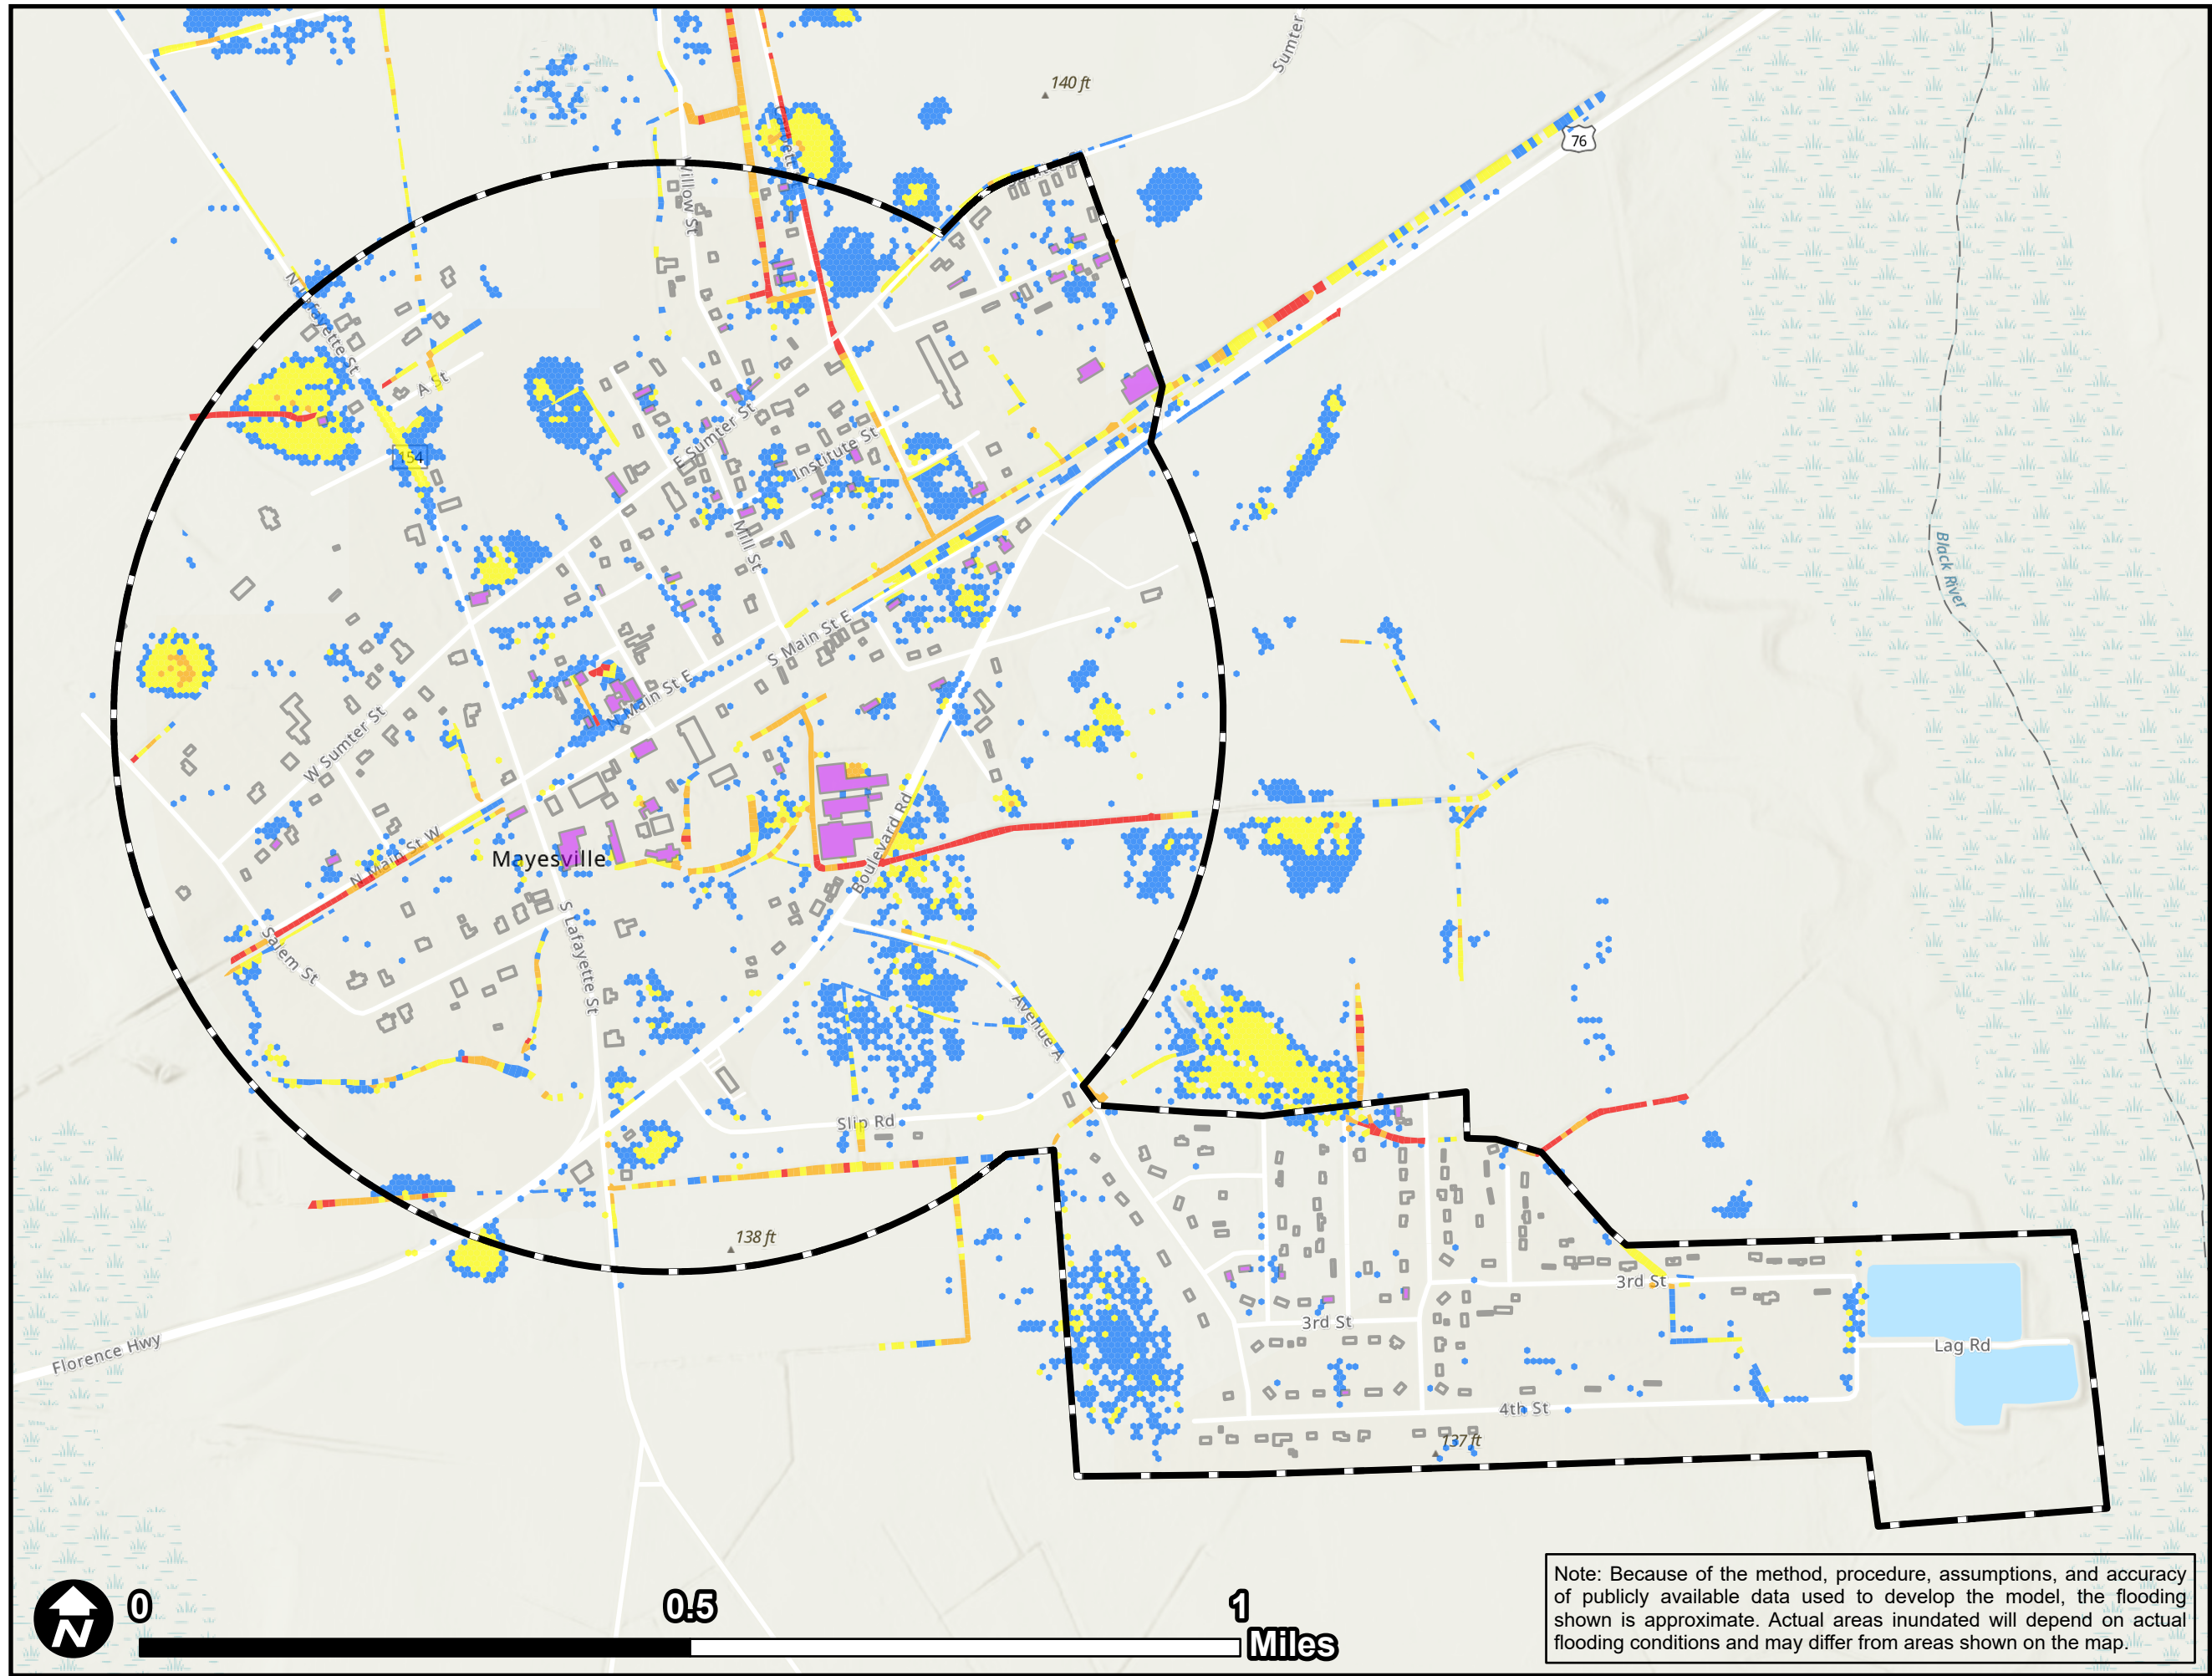 Sumter
140 ft
76
Willow St
N Lafayette St
A St
154
E Sumter St
Institute St
Mill St
Black River
S Main St E
N Main St E
W Sumter St
N Main St W
Mayesville
Boulevard Rd
Salem St
S Lafayette St
Avenue A
Slip Rd
138 ft
3rd St
3rd St
Lag Rd
Florence Hwy
4th St
137 ft
N
0 0.5 1
Miles
Note: Because of the method, procedure, assumptions, and accuracy
of publicly available data used to develop the model, the flooding
shown is approximate. Actual areas inundated will depend on actual
flooding conditions and may differ from areas shown on the map.